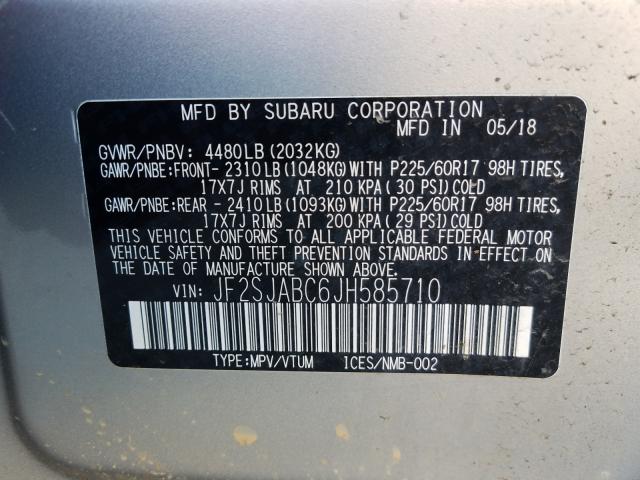 MFD BY SUBARU CORPORATION
MFD IN 05/18
GVWR/PNBV: 4480LB (2032KG)
GAWR/PNBE:FRONT- 2310LB (1048KG) WITH P225/60R17 98H TIRES,
17X7J RIMS AT 210 KPA ( 30 PSI) COLD
GAWR/PNBE:REAR - 2410LB (1093KG) WITH P225/60R17 98H TIRES,
17X7J RIMS AT 200 KPA ( 29 PSI) COLD
THIS VEHICLE CONFORMS TO ALL APPLICABLE FEDERAL MOTOR
VEHICLE SAFETY AND THEFT PREVENTION STANDARDS IN EFFECT ON THE
DATE OF MANUFACTURE SHOWN ABOVE.
VIN: JF2SJABC6JH585710
TYPE:MPV/VTUM ICES/NMB-002